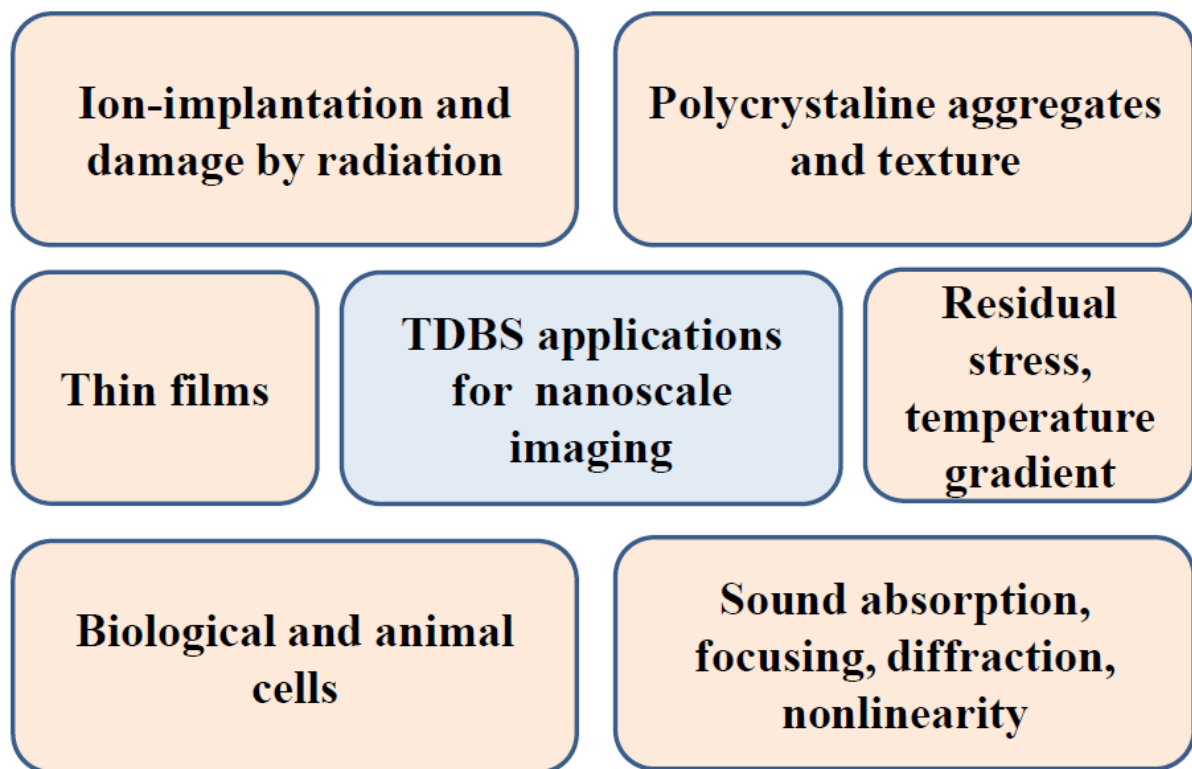 Ion-implantation and
damage by radiation
Polycrystaline aggregates
and texture
Thin films
TDBS applications
for nanoscale
imaging
Residual
stress,
temperature
gradient
Biological and animal
cells
Sound absorption,
focusing, diffraction,
nonlinearity